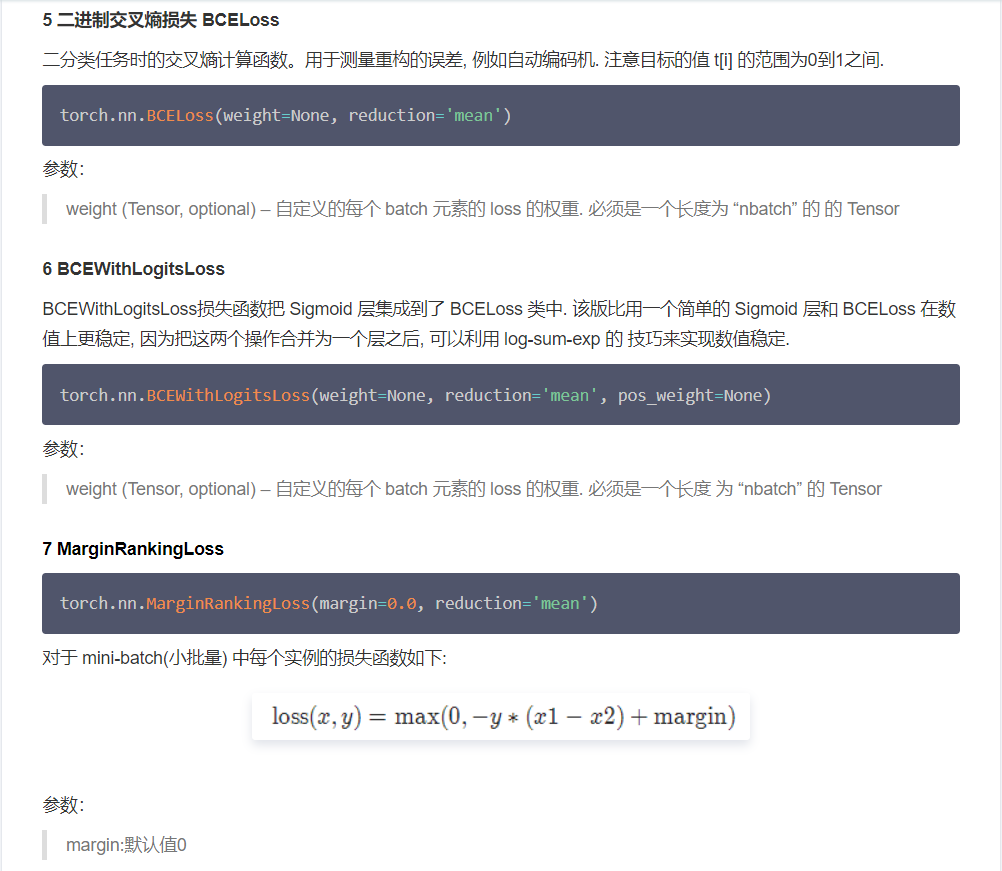 5 二进制交叉熵损失 BCELoss
二分类任务时的交叉熵计算函数。用于测量重构的误差, 例如自动编码机. 注意目标的值 t[i] 的范围为0到1之间.
torch.nn.BCELoss(weight=None, reduction='mean')
参数：
weight (Tensor, optional) – 自定义的每个 batch 元素的 loss 的权重. 必须是一个长度为 “nbatch” 的 的 Tensor
6 BCEWithLogitsLoss
BCEWithLogitsLoss损失函数把 Sigmoid 层集成到了 BCELoss 类中. 该版比用一个简单的 Sigmoid 层和 BCELoss 在数
值上更稳定, 因为把这两个操作合并为一个层之后, 可以利用 log-sum-exp 的 技巧来实现数值稳定.
torch.nn.BCEWithLogitsLoss(weight=None, reduction='mean', pos_weight=None)
参数：
weight (Tensor, optional) – 自定义的每个 batch 元素的 loss 的权重. 必须是一个长度 为 “nbatch” 的 Tensor
7 MarginRankingLoss
torch.nn.MarginRankingLoss(margin=0.0, reduction='mean')
对于 mini-batch(小批量) 中每个实例的损失函数如下:
loss(x, y) = max(0, −y ∗ (x1 − x2) + margin)
参数：
margin:默认值0